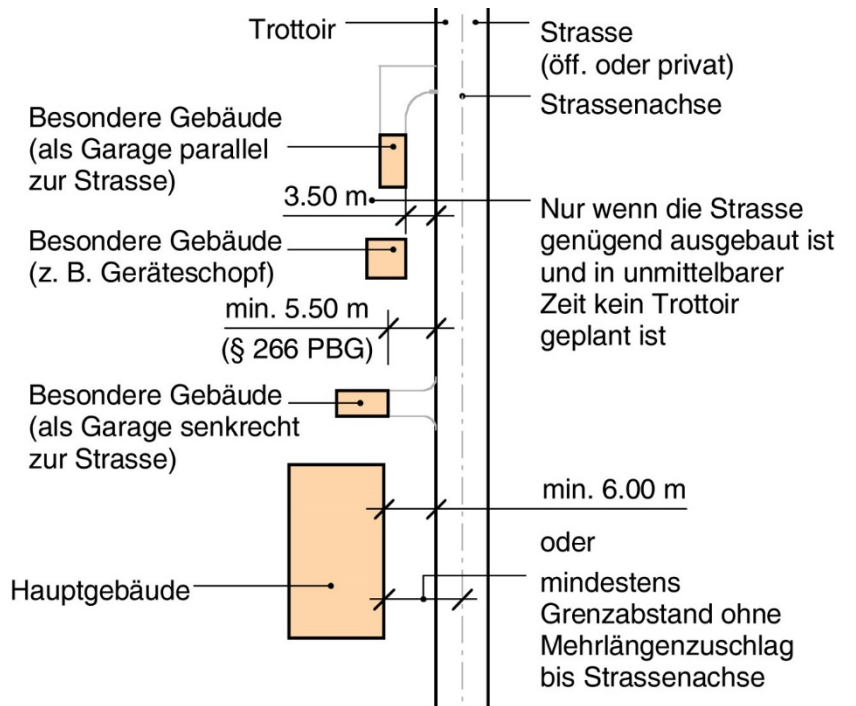 Trottoir
Strasse
(öff. oder privat)
Strassenachse
Besondere Gebäude
(als Garage parallel
zur Strasse)
3.50 m
Nur wenn die Strasse
genügend ausgebaut ist
und in unmittelbarer
Zeit kein Trottoir
geplant ist
Besondere Gebäude
(z. B. Geräteschopf)
min. 5.50 m
(§ 266 PBG)
Besondere Gebäude
(als Garage senkrecht
zur Strasse)
min. 6.00 m
oder
mindestens
Grenzabstand ohne
Mehrlängenzuschlag
bis Strassenachse
Hauptgebäude